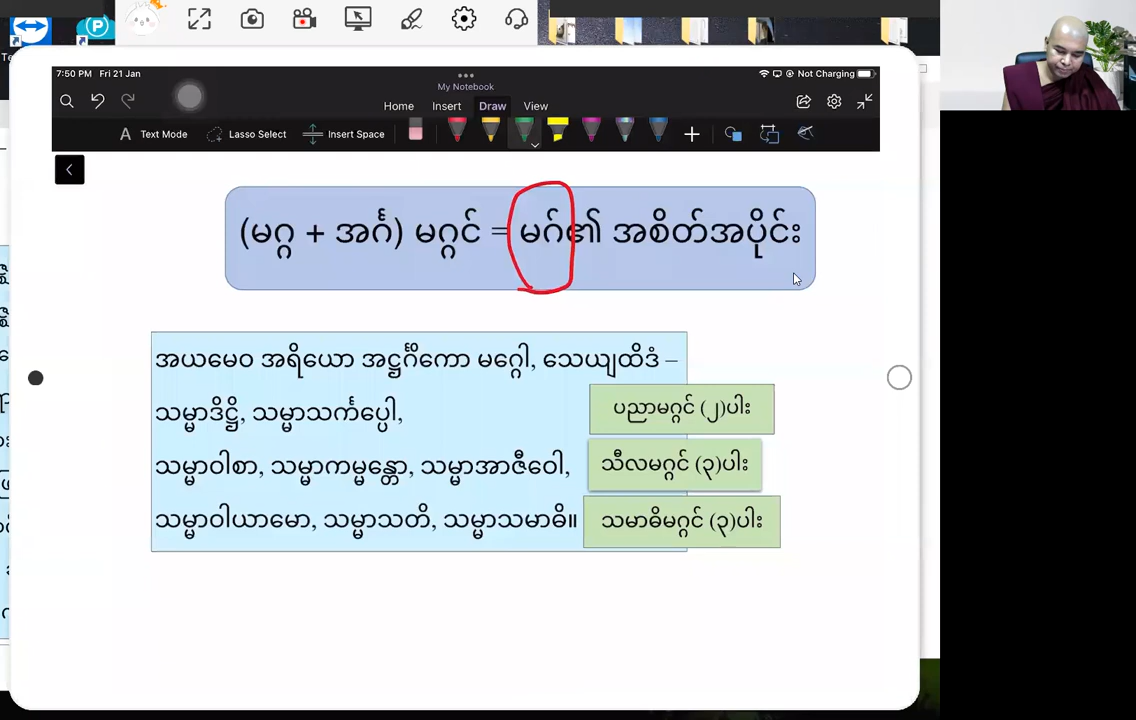 7:50 PM Fri 21 Jan
Not Charging
My Notebook
Home Insert Draw View
Text Mode Lasso Select Insert Space
(မဂ္ဂ + အင်္ဂ) မဂ္ဂင် = မဂ်၏ အစိတ်အပိုင်း
အယမေဝ အရိယော အဋ္ဌင်္ဂိကော မဂ္ဂေါ, သေယျထိဒံ –
သမ္မာဒိဋ္ဌိ, သမ္မာသင်္ကပ္ပေါ,
ပညာမဂ္ဂင် (၂)ပါး
သမ္မာဝါစာ, သမ္မာကမ္မန္တော, သမ္မာအာဇီဝေါ,
သီလမဂ္ဂင် (၃)ပါး
သမ္မာဝါယာမော, သမ္မာသတိ, သမ္မာသမာဓိ။
သမာဓိမဂ္ဂင် (၃)ပါး